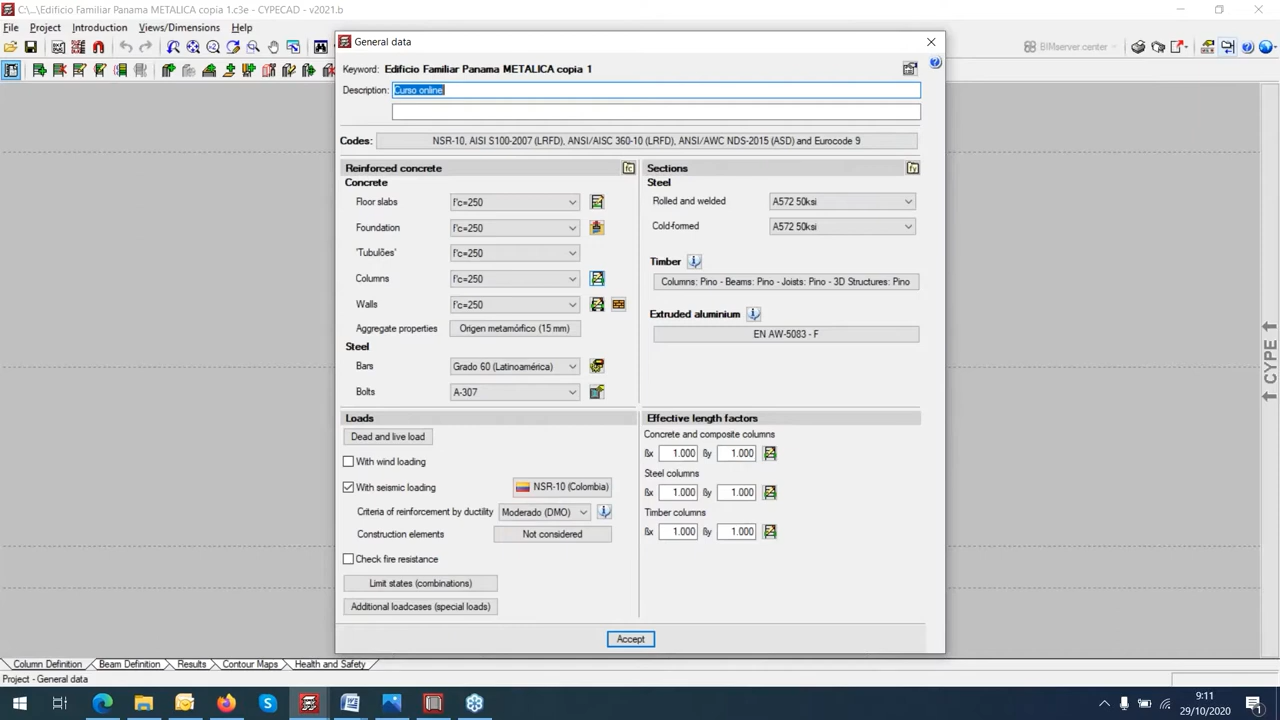 C:\...\Edificio Familiar Panama METALICA copia 1.c3e - CYPECAD - v2021.b
File Project Introduction Views/Dimensions Help
BIMserver.center
General data
Keyword: Edificio Familiar Panama METALICA copia 1
Description: Curso online
Codes: NSR-10, AISI S100-2007 (LRFD), ANSI/AISC 360-10 (LRFD), ANSI/AWC NDS-2015 (ASD) and Eurocode 9
Reinforced concrete
Concrete
Floor slabs f'c=250
Foundation f'c=250
'Tubulões' f'c=250
Columns f'c=250
Walls f'c=250
Aggregate properties Origen metamórfico (15 mm)
Steel
Bars Grado 60 (Latinoamérica)
Bolts A-307
Sections
Steel
Rolled and welded A572 50ksi
Cold-formed A572 50ksi
Timber
Columns: Pino - Beams: Pino - Joists: Pino - 3D Structures: Pino
Extruded aluminium
EN AW-5083 - F
Loads
Dead and live load
With wind loading
With seismic loading NSR-10 (Colombia)
Criteria of reinforcement by ductility Moderado (DMO)
Construction elements Not considered
Check fire resistance
Limit states (combinations)
Additional loadcases (special loads)
Effective length factors
Concrete and composite columns
ßx 1.000 ßy 1.000
Steel columns
ßx 1.000 ßy 1.000
Timber columns
ßx 1.000 ßy 1.000
Accept
CYPE
Column Definition Beam Definition Results Contour Maps Health and Safety
Project - General data
9:11
29/10/2020